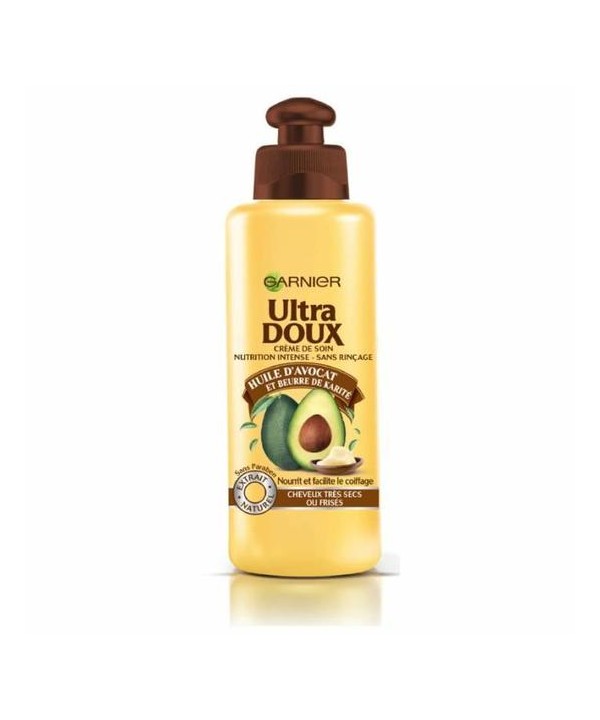 GARNIER
Ultra
DOUX
CRÈME DE SOIN
NUTRITION INTENSE - SANS RINÇAGE
HUILE D'AVOCAT
ET BEURRE DE KARITÉ
Sans Paraben
EXTRAIT
NATUREL
Nourrit et facilite le coiffage
CHEVEUX TRÈS SECS
OU FRISÉS